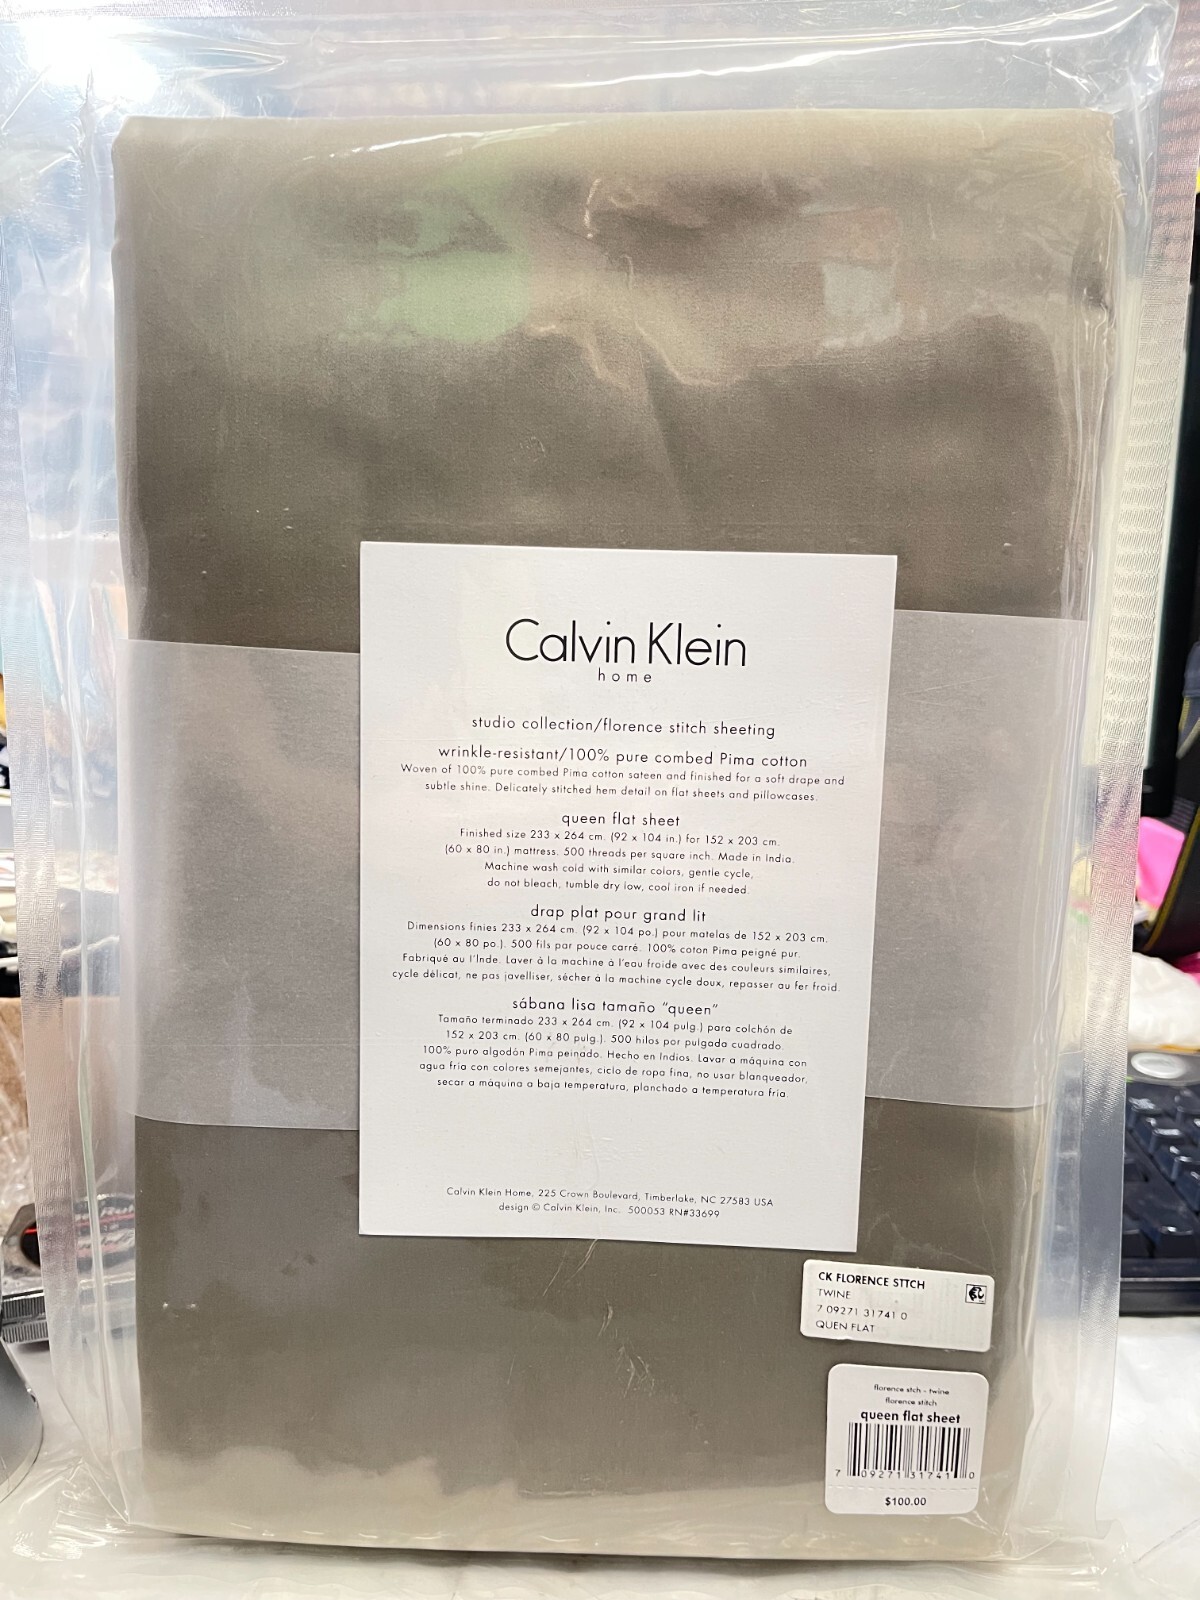 Calvin Klein
home
studio collection/florence stitch sheeting
wrinkle-resistant/100% pure combed Pima cotton
Woven of 100% pure combed Pima cotton sateen and finished for a soft drape and
subtle shine. Delicately stitched hem detail on flat sheets and pillowcases.
queen flat sheet
Finished size 233 x 264 cm. (92 x 104 in.) for 152 x 203 cm.
(60 x 80 in.) mattress. 500 threads per square inch. Made in India.
Machine wash cold with similar colors, gentle cycle,
do not bleach, tumble dry low, cool iron if needed.
drap plat pour grand lit
Dimensions finies 233 x 264 cm. (92 x 104 po.) pour matelas de 152 x 203 cm.
(60 x 80 po.). 500 fils par pouce carré. 100% coton Pima peigné pur.
Fabriqué au l'Inde. Laver à la machine à l'eau froide avec des couleurs similaires,
cycle délicat, ne pas javelliser, sécher à la machine cycle doux, repasser au fer froid.
sábana lisa tamaño "queen"
Tamaño terminado 233 x 264 cm. (92 x 104 pulg.) para colchón de
152 x 203 cm. (60 x 80 pulg.). 500 hilos por pulgada cuadrado.
100% puro algodón Pima peinado. Hecho en Indios. Lavar a máquina con
agua fria con colores semejantes, ciclo de ropa fina, no usar blanqueador,
secar a máquina a baja temperatura, planchado a temperatura fria.
Calvin Klein Home, 225 Crown Boulevard, Timberlake, NC 27583 USA
design © Calvin Klein, Inc. 500053 RN#33699
CK FLORENCE STTCH
TWINE
7 09271 31741 0
QUEN FLAT
florence stch - twine
florence stitch
queen flat sheet
7 09271 31741 0
$100.00